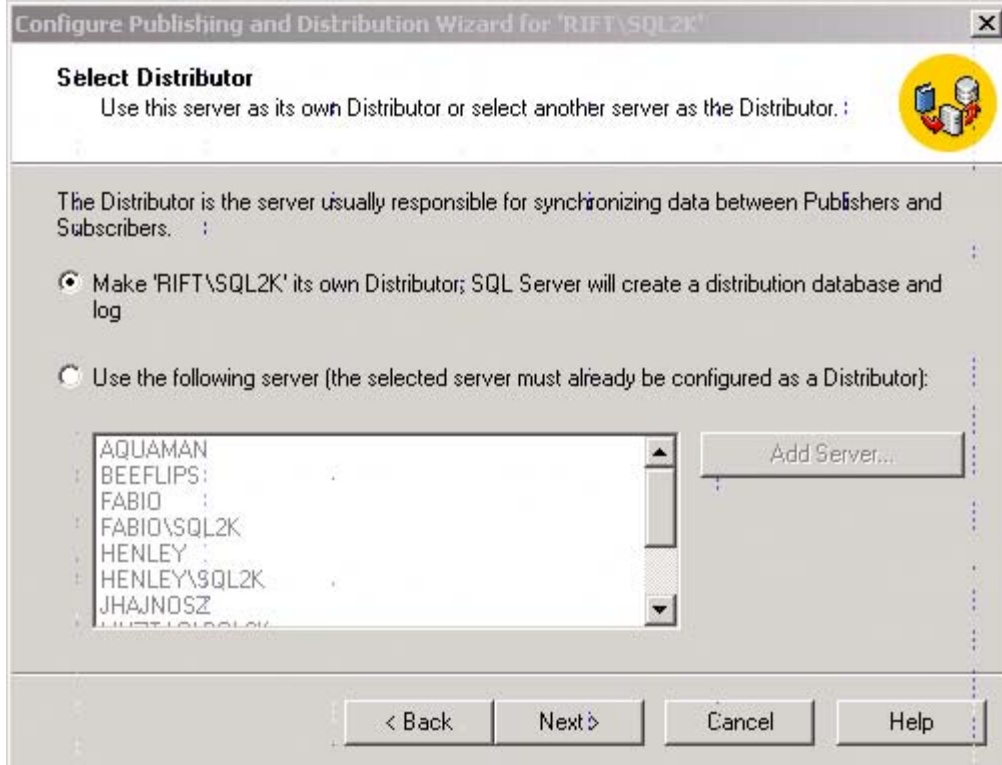 Configure Publishing and Distribution Wizard for 'RIFT\SQL2K'
Select Distributor
Use this server as its own Distributor or select another server as the Distributor.
The Distributor is the server usually responsible for synchronizing data between Publishers and
Subscribers.
Make 'RIFT\SQL2K' its own Distributor; SQL Server will create a distribution database and
log
Use the following server (the selected server must already be configured as a Distributor):
AQUAMAN
BEEFLIPS
FABIO
FABIO\SQL2K
HENLEY
HENLEY\SQL2K
JHAJNOSZ
Add Server...
< Back
Next >
Cancel
Help